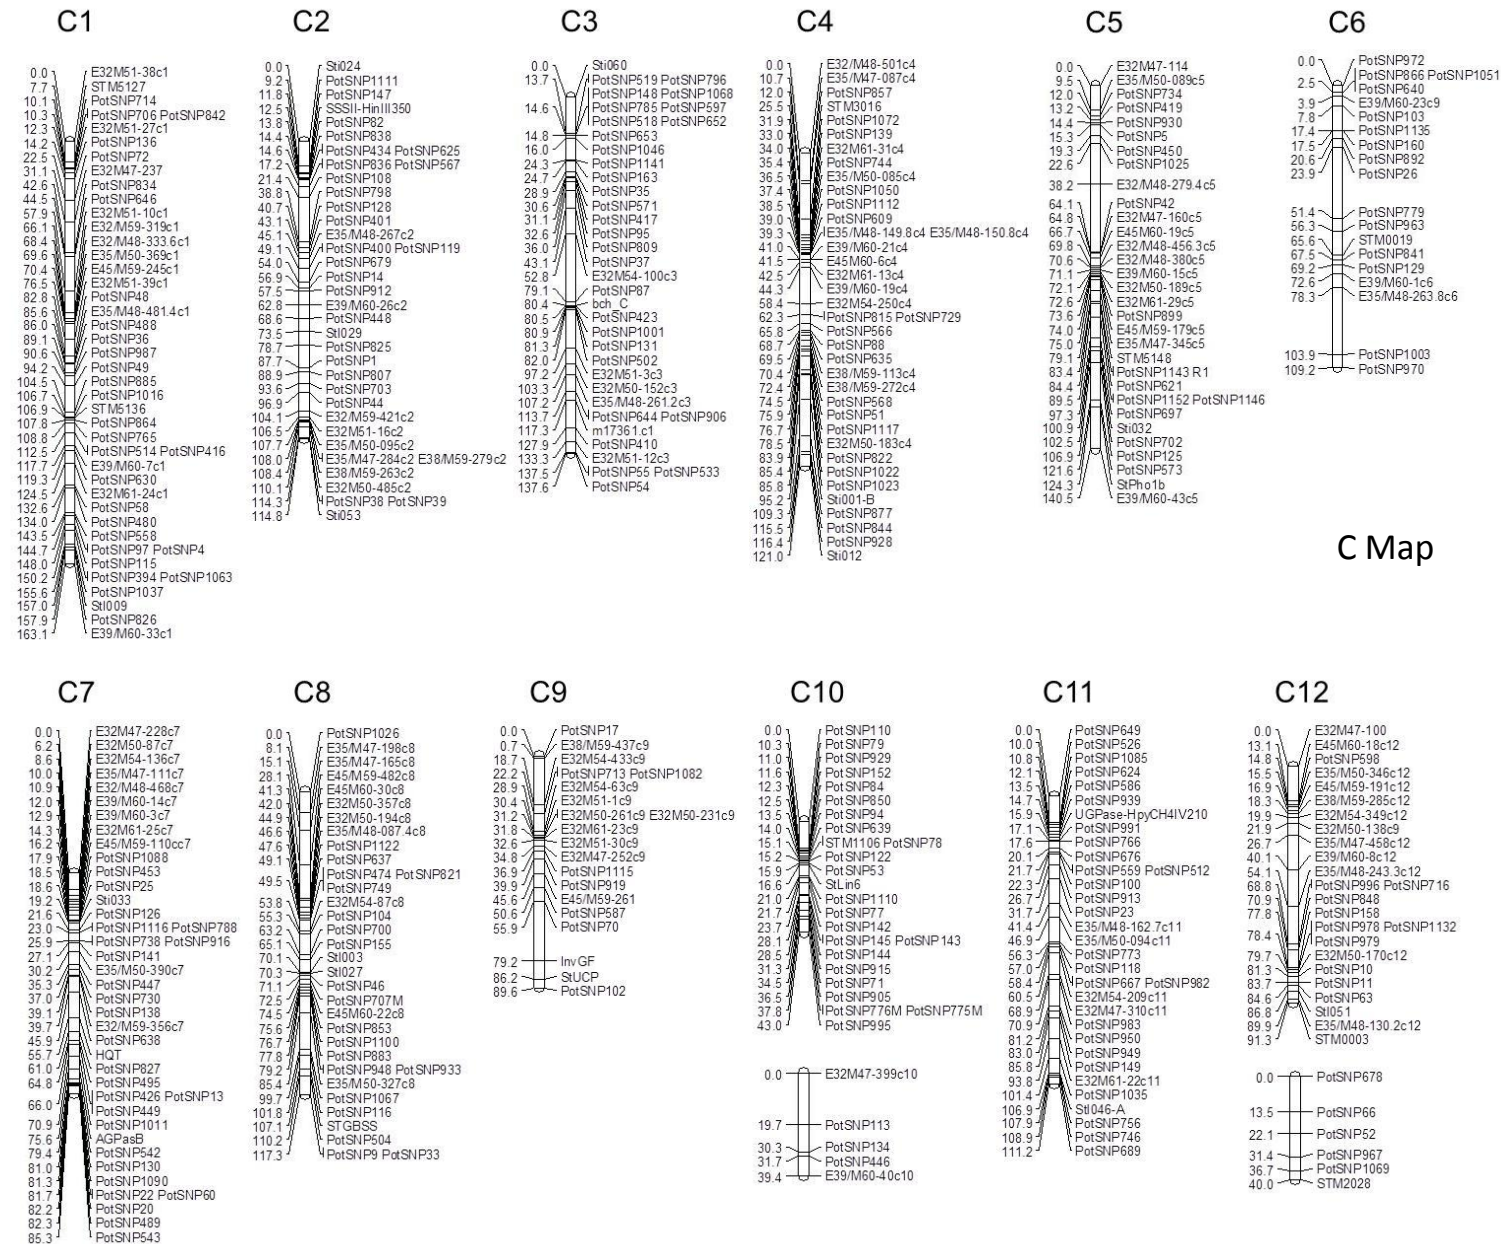 C1
0.0 E32M51-38c1
7.7 STM5127
10.1 PotSNP714
10.3 PotSNP706 PotSNP842
12.3 E32M51-27c1
14.2 PotSNP136
22.5 PotSNP72
31.1 E32M47-237
42.6 PotSNP834
44.5 PotSNP646
57.9 E32M51-10c1
66.1 E32/M59-319c1
68.4 E32/M48-333.6c1
69.6 E35/M50-369c1
70.4 E45/M59-245c1
76.5 E32M51-39c1
82.8 PotSNP48
85.6 E35/M48-481.4c1
86.0 PotSNP488
89.1 PotSNP36
90.6 PotSNP987
94.2 PotSNP49
104.5 PotSNP885
106.7 PotSNP1016
106.9 STM5136
107.8 PotSNP864
108.8 PotSNP765
112.5 PotSNP514 PotSNP416
117.7 E39/M60-7c1
119.3 PotSNP630
124.5 E32M61-24c1
132.6 PotSNP58
134.0 PotSNP480
143.5 PotSNP558
144.7 PotSNP97 PotSNP4
148.0 PotSNP115
150.2 PotSNP394 PotSNP1063
155.6 PotSNP1037
157.0 StI009
157.9 PotSNP826
163.1 E39/M60-33c1
C2
0.0 Sti024
9.2 PotSNP1111
11.8 PotSNP147
12.5 SSSII-HinIII350
13.8 PotSNP82
14.4 PotSNP838
14.6 PotSNP434 PotSNP625
17.2 PotSNP836 PotSNP567
21.4 PotSNP108
38.8 PotSNP798
40.7 PotSNP128
43.1 PotSNP401
45.1 E35/M48-267c2
49.1 PotSNP400 PotSNP119
54.0 PotSNP679
56.9 PotSNP14
57.5 PotSNP912
62.8 E39/M60-26c2
68.6 PotSNP448
73.5 StI029
78.7 PotSNP825
87.7 PotSNP1
88.9 PotSNP807
93.6 PotSNP703
96.9 PotSNP44
104.1 E32/M59-421c2
106.5 E32M51-16c2
107.7 E35/M50-095c2
108.0 E35/M47-284c2 E38/M59-279c2
108.4 E38/M59-263c2
110.1 E32M50-485c2
114.3 PotSNP38 PotSNP39
114.8 Sti053
C3
0.0 Sti060
13.7 PotSNP519 PotSNP796
PotSNP148 PotSNP1068
14.6 PotSNP785 PotSNP597
PotSNP518 PotSNP652
14.8 PotSNP653
16.0 PotSNP1046
24.3 PotSNP1141
24.7 PotSNP163
28.9 PotSNP35
30.6 PotSNP571
31.1 PotSNP417
32.6 PotSNP95
36.0 PotSNP809
43.1 PotSNP37
52.8 E32M54-100c3
79.1 PotSNP87
80.4 bch_C
80.5 PotSNP423
80.9 PotSNP1001
81.3 PotSNP131
82.0 PotSNP502
97.2 E32M51-3c3
103.3 E32M50-152c3
107.2 E35/M48-261.2c3
113.7 PotSNP644 PotSNP906
117.3 m17361.c1
127.9 PotSNP410
133.3 E32M51-12c3
137.5 PotSNP55 PotSNP533
137.6 PotSNP54
C4
0.0 E32/M48-501c4
10.7 E35/M47-087c4
12.0 PotSNP857
25.5 STM3016
31.9 PotSNP1072
33.0 PotSNP139
34.0 E32M61-31c4
35.4 PotSNP744
36.5 E35/M50-085c4
37.4 PotSNP1050
38.5 PotSNP1112
39.0 PotSNP609
39.3 E35/M48-149.8c4 E35/M48-150.8c4
41.0 E39/M60-21c4
41.5 E45M60-6c4
42.5 E32M61-13c4
44.3 E39/M60-19c4
58.4 E32M54-250c4
62.3 PotSNP815 PotSNP729
65.8 PotSNP566
68.7 PotSNP88
69.5 PotSNP635
70.4 E38/M59-113c4
72.4 E38/M59-272c4
74.5 PotSNP568
75.9 PotSNP51
76.7 PotSNP1117
78.5 E32M50-183c4
83.9 PotSNP822
85.4 PotSNP1022
85.8 PotSNP1023
95.2 Sti001-B
109.3 PotSNP877
115.5 PotSNP844
116.4 PotSNP928
121.0 Sti012
C5
0.0 E32M47-114
9.5 E35/M50-089c5
12.0 PotSNP734
13.2 PotSNP419
14.4 PotSNP930
15.3 PotSNP5
19.3 PotSNP450
22.6 PotSNP1025
38.2 E32/M48-279.4c5
64.1 PotSNP42
64.8 E32M47-160c5
66.7 E45M60-19c5
69.8 E32/M48-456.3c5
70.6 E32/M48-380c5
71.1 E39/M60-15c5
72.1 E32M50-189c5
72.6 E32M61-29c5
73.6 PotSNP899
74.0 E45/M59-179c5
75.0 E35/M47-345c5
79.1 STM5148
83.4 PotSNP1143 R1
84.4 PotSNP621
89.5 PotSNP1152 PotSNP1146
97.3 PotSNP697
100.9 Sti032
102.5 PotSNP702
106.9 PotSNP125
121.6 PotSNP573
124.3 StPho1b
140.5 E39/M60-43c5
C6
0.0 PotSNP972
2.5 PotSNP866 PotSNP1051
PotSNP640
3.9 E39/M60-23c9
7.8 PotSNP103
17.4 PotSNP1135
17.5 PotSNP160
20.6 PotSNP892
23.9 PotSNP26
51.4 PotSNP779
56.3 PotSNP963
65.6 STM0019
67.5 PotSNP841
69.2 PotSNP129
72.6 E39/M60-1c6
78.3 E35/M48-263.8c6
103.9 PotSNP1003
109.2 PotSNP970
C Map
C7
0.0 E32M47-228c7
6.2 E32M50-87c7
8.6 E32M54-136c7
10.0 E35/M47-111c7
10.9 E32/M48-468c7
12.0 E39/M60-14c7
12.9 E39/M60-3c7
14.3 E32M61-25c7
16.2 E45/M59-110cc7
17.9 PotSNP1088
18.5 PotSNP453
18.6 PotSNP25
19.2 Sti033
21.6 PotSNP126
23.0 PotSNP1116 PotSNP788
25.9 PotSNP738 PotSNP916
27.1 PotSNP141
30.2 E35/M50-390c7
35.3 PotSNP447
37.0 PotSNP730
39.1 PotSNP138
39.7 E32/M59-356c7
45.9 PotSNP638
55.7 HQT
61.0 PotSNP827
64.8 PotSNP495
66.0 PotSNP426 PotSNP13
PotSNP449
70.9 PotSNP1011
75.6 AGPasB
79.4 PotSNP542
81.0 PotSNP130
81.3 PotSNP1090
81.7 PotSNP22 PotSNP60
82.2 PotSNP20
82.3 PotSNP489
85.3 PotSNP543
C8
0.0 PotSNP1026
8.1 E35/M47-198c8
15.1 E35/M47-165c8
28.1 E45/M59-482c8
41.3 E45M60-30c8
42.0 E32M50-357c8
44.9 E32M50-194c8
46.6 E35/M48-087.4c8
47.6 PotSNP1122
49.1 PotSNP637
49.5 PotSNP474 PotSNP821
PotSNP749
53.8 E32M54-87c8
55.3 PotSNP104
63.2 PotSNP700
65.1 PotSNP155
70.1 StI003
70.3 StI027
71.1 PotSNP46
72.5 PotSNP707M
74.5 E45M60-22c8
75.6 PotSNP853
76.7 PotSNP1100
77.8 PotSNP883
79.2 PotSNP948 PotSNP933
85.4 E35/M50-327c8
99.7 PotSNP1067
101.8 PotSNP116
107.1 STGBSS
110.2 PotSNP504
117.3 PotSNP9 PotSNP33
C9
0.0 PotSNP17
0.7 E38/M59-437c9
18.7 E32M54-433c9
22.2 PotSNP713 PotSNP1082
28.9 E32M54-63c9
30.4 E32M51-1c9
31.2 E32M50-261c9 E32M50-231c9
31.8 E32M61-23c9
32.6 E32M51-30c9
34.8 E32M47-252c9
36.9 PotSNP1115
39.9 PotSNP919
45.6 E45/M59-261
50.6 PotSNP587
55.9 PotSNP70
79.2 InvGF
86.2 StUCP
89.6 PotSNP102
C10
0.0 PotSNP110
10.3 PotSNP79
11.0 PotSNP929
11.6 PotSNP152
12.3 PotSNP84
12.5 PotSNP850
13.5 PotSNP94
14.0 PotSNP639
15.1 STM1106 PotSNP78
15.2 PotSNP122
15.9 PotSNP53
16.6 StLin6
21.0 PotSNP1110
21.7 PotSNP77
23.7 PotSNP142
28.1 PotSNP145 PotSNP143
28.5 PotSNP144
31.3 PotSNP915
34.5 PotSNP71
36.5 PotSNP905
37.8 PotSNP776M PotSNP775M
43.0 PotSNP995
0.0 E32M47-399c10
19.7 PotSNP113
30.3 PotSNP134
31.7 PotSNP446
39.4 E39/M60-40c10
C11
0.0 PotSNP649
10.0 PotSNP526
10.8 PotSNP1085
12.1 PotSNP624
13.5 PotSNP586
14.7 PotSNP939
15.9 UGPase-HpyCH4IV210
17.1 PotSNP991
17.6 PotSNP766
20.1 PotSNP676
21.7 PotSNP559 PotSNP512
22.3 PotSNP100
26.7 PotSNP913
31.7 PotSNP23
41.4 E35/M48-162.7c11
46.9 E35/M50-094c11
56.3 PotSNP773
57.0 PotSNP118
58.4 PotSNP667 PotSNP982
60.5 E32M54-209c11
68.9 E32M47-310c11
70.9 PotSNP983
81.2 PotSNP950
83.0 PotSNP949
85.8 PotSNP149
93.8 E32M61-22c11
101.4 PotSNP1035
106.9 StI046-A
107.9 PotSNP756
108.9 PotSNP746
111.2 PotSNP689
C12
0.0 E32M47-100
13.1 E45M60-18c12
14.8 PotSNP598
15.5 E35/M50-346c12
16.9 E45/M59-191c12
18.3 E38/M59-285c12
19.9 E32M54-349c12
21.9 E32M50-138c9
26.7 E35/M47-458c12
40.1 E39/M60-8c12
54.1 E35/M48-243.3c12
68.8 PotSNP996 PotSNP716
70.9 PotSNP848
77.8 PotSNP158
78.4 PotSNP978 PotSNP1132
PotSNP979
79.7 E32M50-170c12
81.3 PotSNP10
83.7 PotSNP11
84.6 PotSNP63
86.8 StI051
89.9 E35/M48-130.2c12
91.3 STM0003
0.0 PotSNP678
13.5 PotSNP66
22.1 PotSNP52
31.4 PotSNP967
36.7 PotSNP1069
40.0 STM2028